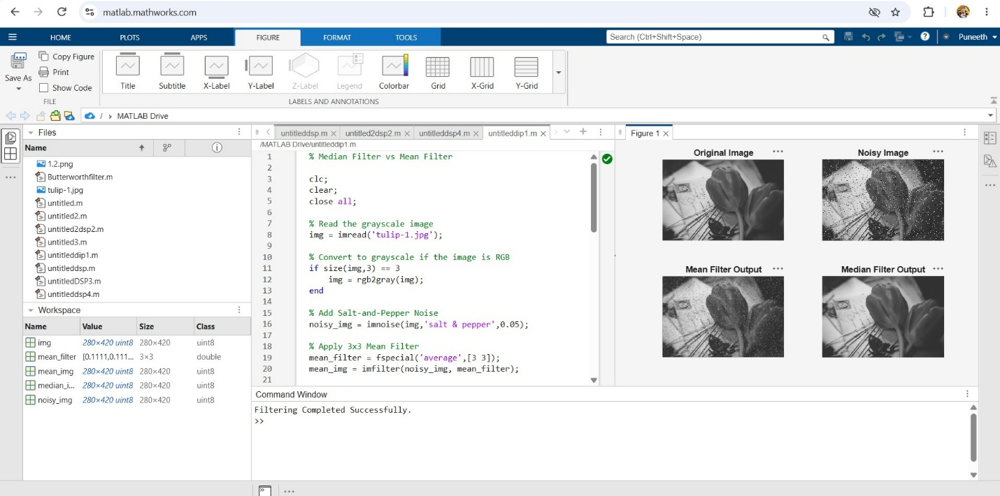 matlab.mathworks.com
HOME PLOTS APPS FIGURE FORMAT TOOLS
Search (Ctrl+Shift+Space)
Puneeth
Save As
Copy Figure
Print
Show Code
FILE
Title Subtitle X-Label Y-Label Z-Label Legend Colorbar Grid X-Grid Y-Grid
LABELS AND ANNOTATIONS
/ › MATLAB Drive
Files
Name
1.2.png
Butterworthfilter.m
tulip-1.jpg
untitled.m
untitled2.m
untitled2dsp2.m
untitled3.m
untitleddip1.m
untitleddsp.m
untitledDSP3.m
untitleddsp4.m
Workspace
Name Value Size Class
img 280×420 uint8 280×420 uint8
mean_filter [0.1111,0.111... 3×3 double
mean_img 280×420 uint8 280×420 uint8
median_i... 280×420 uint8 280×420 uint8
noisy_img 280×420 uint8 280×420 uint8
untitleddsp.m untitled2dsp2.m untitleddsp4.m untitleddip1.m
/MATLAB Drive/untitleddip1.m
1 % Median Filter vs Mean Filter
2
3 clc;
4 clear;
5 close all;
6
7 % Read the grayscale image
8 img = imread('tulip-1.jpg');
9
10 % Convert to grayscale if the image is RGB
11 if size(img,3) == 3
12 img = rgb2gray(img);
13 end
14
15 % Add Salt-and-Pepper Noise
16 noisy_img = imnoise(img,'salt & pepper',0.05);
17
18 % Apply 3x3 Mean Filter
19 mean_filter = fspecial('average',[3 3]);
20 mean_img = imfilter(noisy_img, mean_filter);
21
Figure 1
Original Image
Noisy Image
Mean Filter Output
Median Filter Output
Command Window
Filtering Completed Successfully.
>>